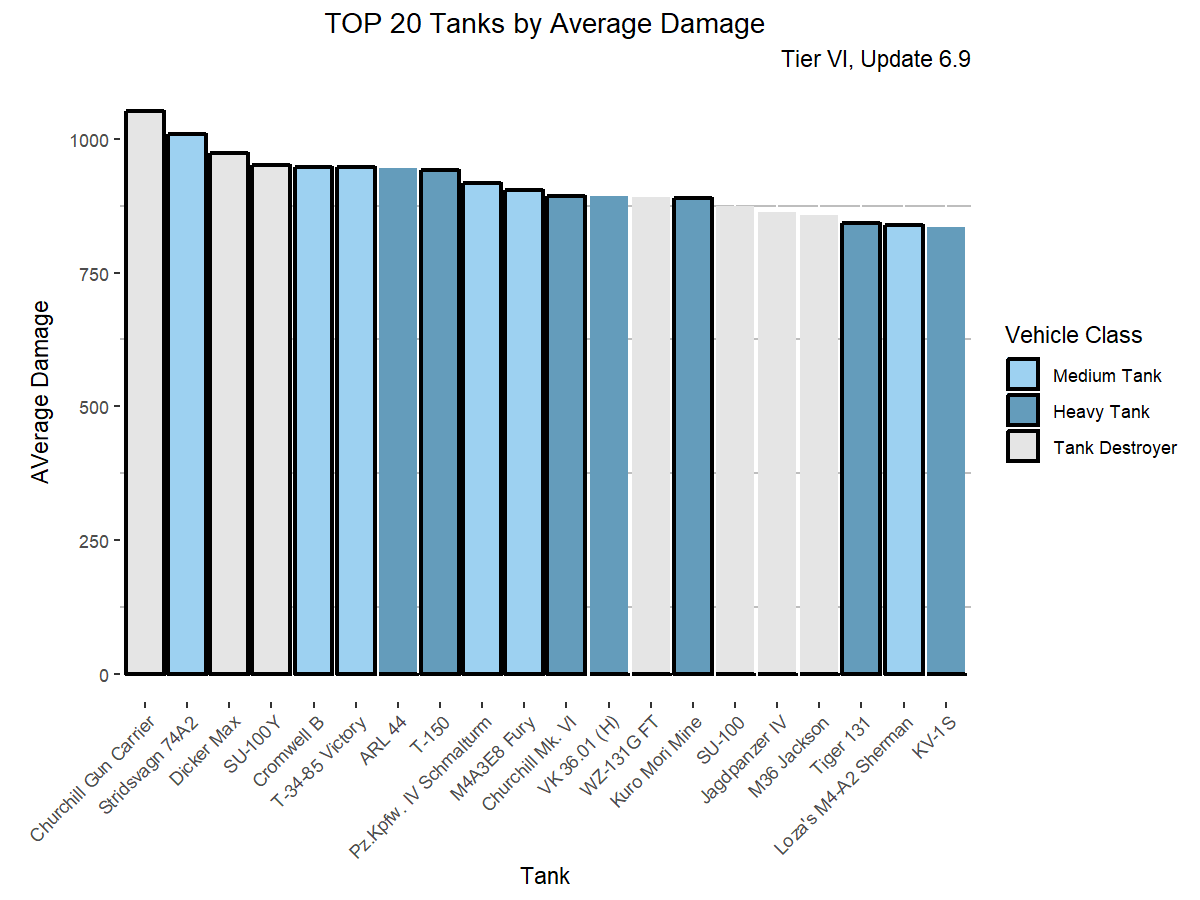 TOP 20 Tanks by Average Damage
Tier VI, Update 6.9
AVerage Damage
1000
750
500
250
0
Churchill Gun Carrier
Stridsvagn 74A2
Dicker Max
SU-100Y
Cromwell B
T-34-85 Victory
ARL 44
T-150
Pz.Kpfw. IV Schmalturm
M4A3E8 Fury
Churchill Mk. VI
VK 36.01 (H)
WZ-131G FT
Kuro Mori Mine
SU-100
Jagdpanzer IV
M36 Jackson
Tiger 131
Loza's M4-A2 Sherman
KV-1S
Tank
Vehicle Class
Medium Tank
Heavy Tank
Tank Destroyer